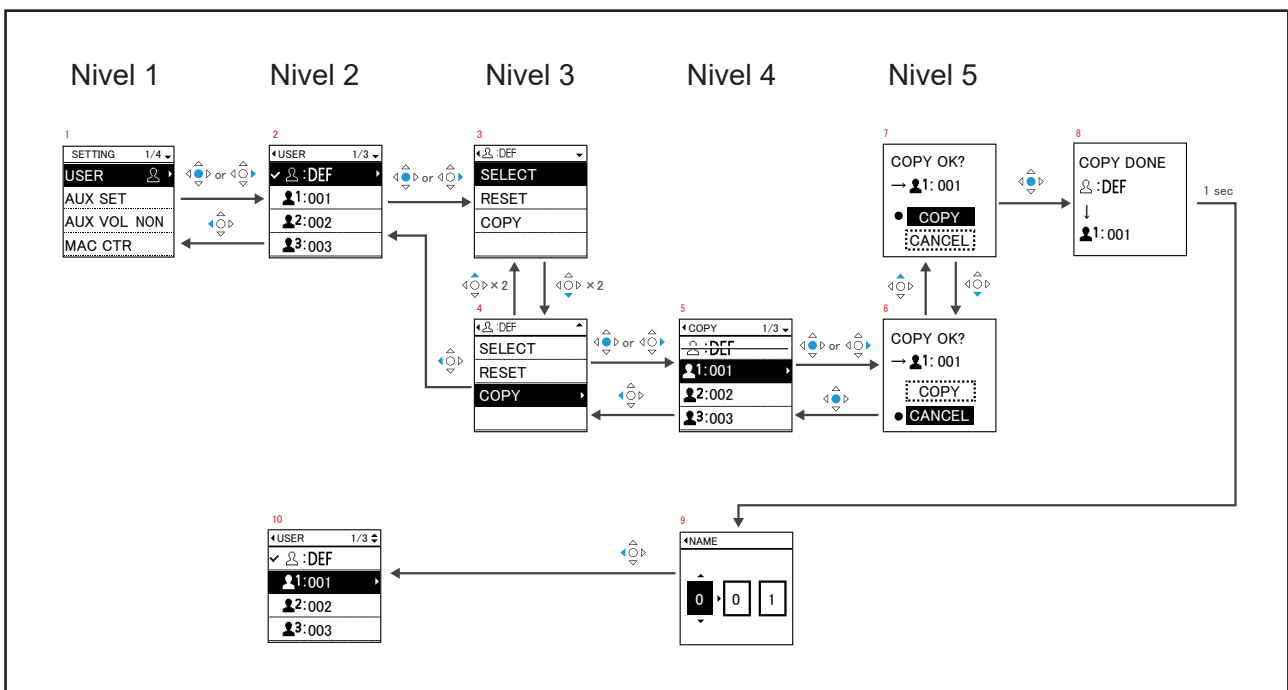 Nivel 1
Nivel 2
Nivel 3
Nivel 4
Nivel 5
1
SETTING 1/4
USER
AUX SET
AUX VOL NON
MAC CTR
or
2
USER 1/3
:DEF
1:001
2:002
3:003
or
3
:DEF
SELECT
RESET
COPY
×2
×2
4
:DEF
SELECT
RESET
COPY
or
5
COPY 1/3
:DEF
1:001
2:002
3:003
or
7
COPY OK?
→1:001
COPY
CANCEL
6
COPY OK?
→1:001
COPY
CANCEL
8
COPY DONE
:DEF
↓
1:001
1 sec
9
NAME
0 0 1
10
USER 1/3
:DEF
1:001
2:002
3:003